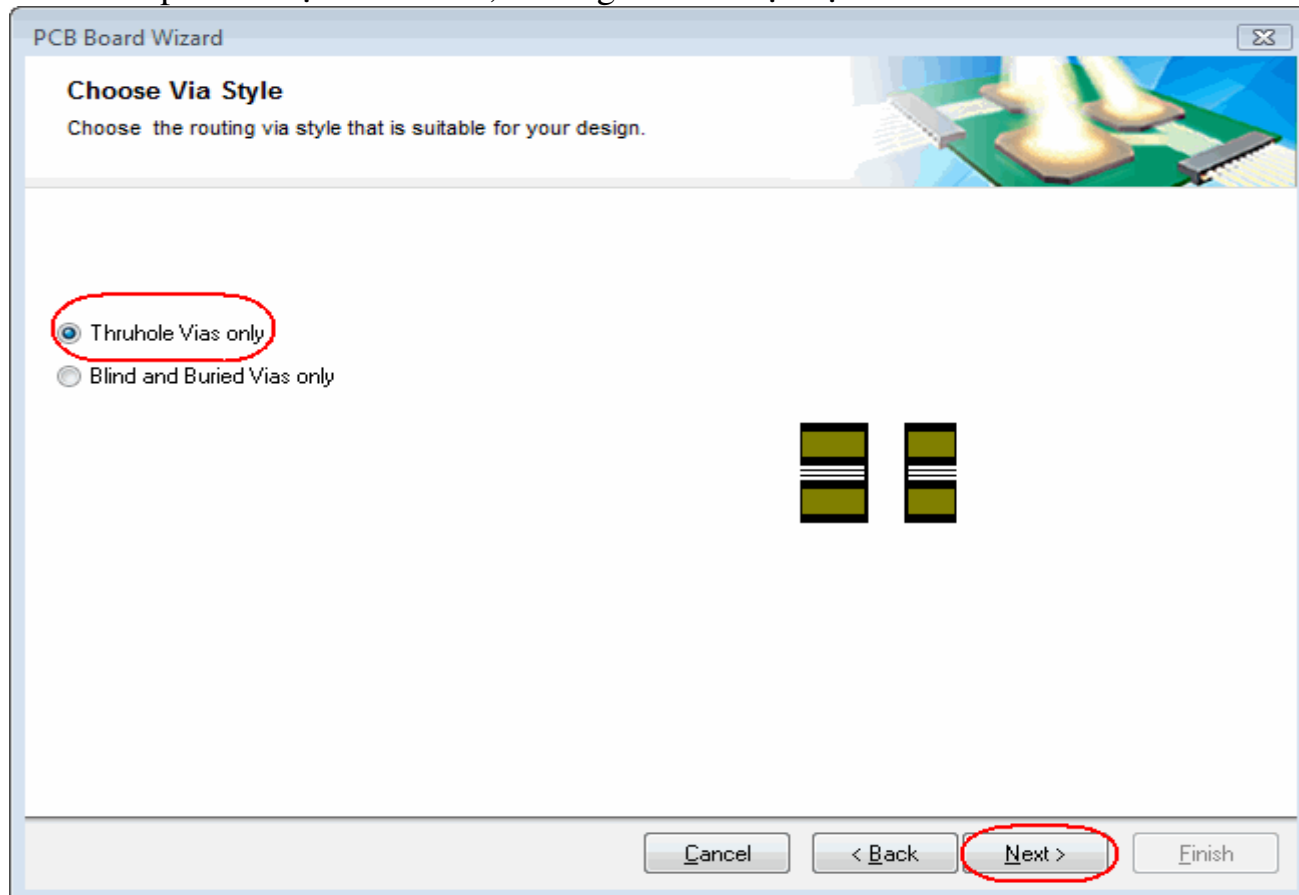 PCB Board Wizard
Choose Via Style
Choose the routing via style that is suitable for your design.
Thruhole Vias only
Blind and Buried Vias only
Cancel < Back Next > Finish